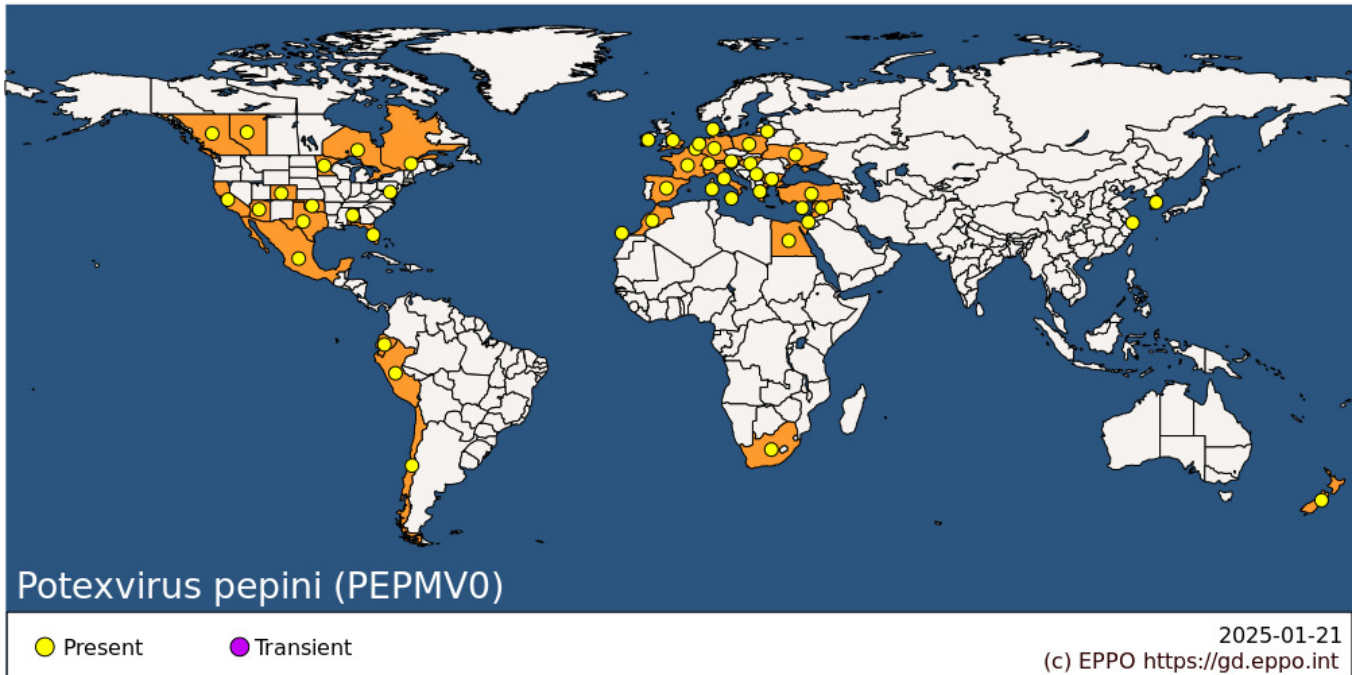 Potexvirus pepini (PEPMV0)
Present
Transient
2025-01-21
(c) EPPO https://gd.eppo.int